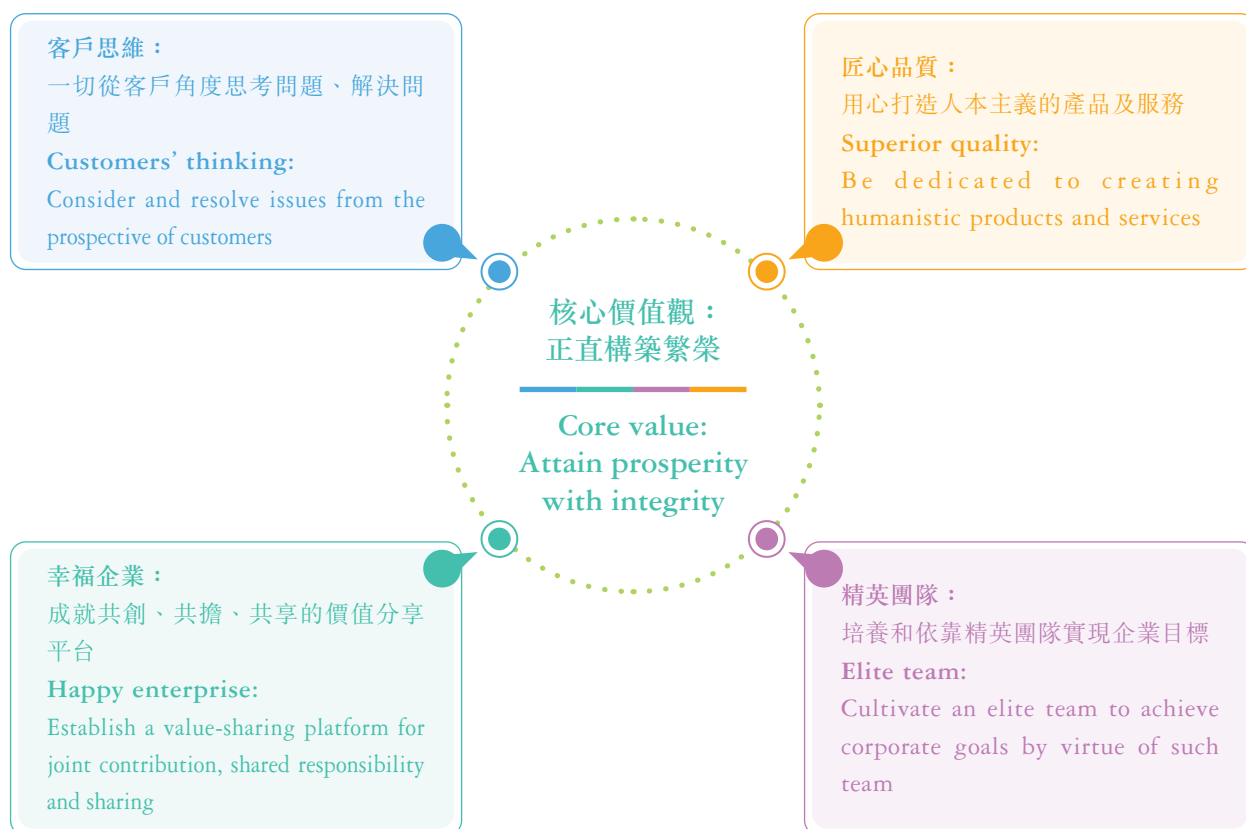 客戶思維：
一切從客戶角度思考問題、解決問
題
Customers’ thinking:
Consider and resolve issues from the
prospective of customers
匠心品質：
用心打造人本主義的產品及服務
Superior quality:
Be dedicated to creating
humanistic products and services
核心價值觀：
正直構築繁榮
Core value:
Attain prosperity
with integrity
幸福企業：
成就共創、共擔、共享的價值分享
平台
Happy enterprise:
Establish a value-sharing platform for
joint contribution, shared responsibility
and sharing
精英團隊：
培養和依靠精英團隊實現企業目標
Elite team:
Cultivate an elite team to achieve
corporate goals by virtue of such
team